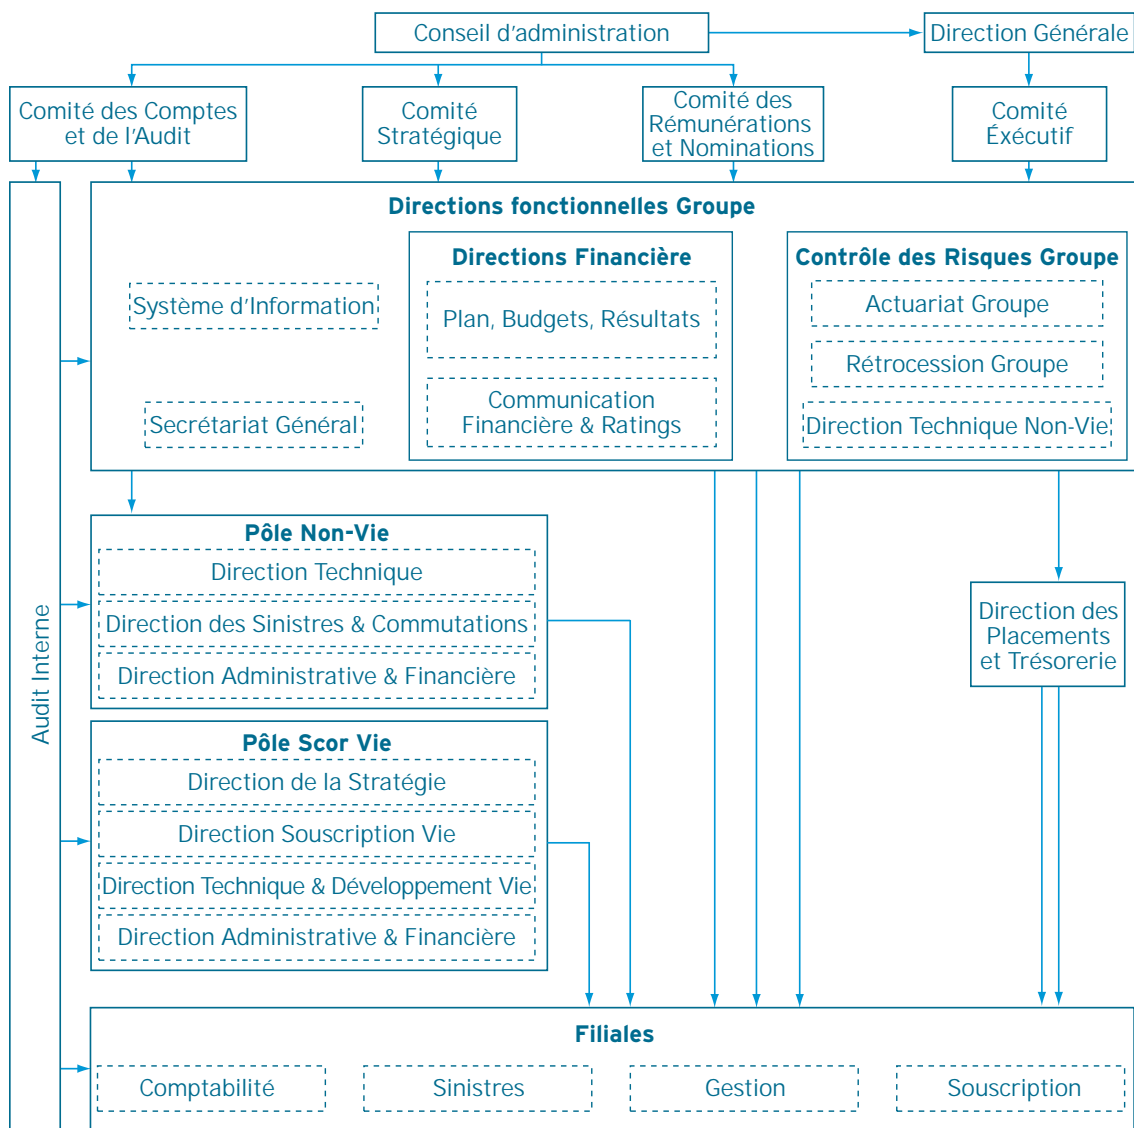 Conseil d'administration
Direction Générale
Comité des Comptes
et de l'Audit
Comité
Stratégique
Comité des
Rémunérations
et Nominations
Comité
Éxécutif
Directions fonctionnelles Groupe
Système d'Information
Secrétariat Général
Directions Financière
Plan, Budgets, Résultats
Communication
Financière & Ratings
Contrôle des Risques Groupe
Actuariat Groupe
Rétrocession Groupe
Direction Technique Non-Vie
Audit Interne
Pôle Non-Vie
Direction Technique
Direction des Sinistres & Commutations
Direction Administrative & Financière
Direction des
Placements
et Trésorerie
Pôle Scor Vie
Direction de la Stratégie
Direction Souscription Vie
Direction Technique & Développement Vie
Direction Administrative & Financière
Filiales
Comptabilité
Sinistres
Gestion
Souscription